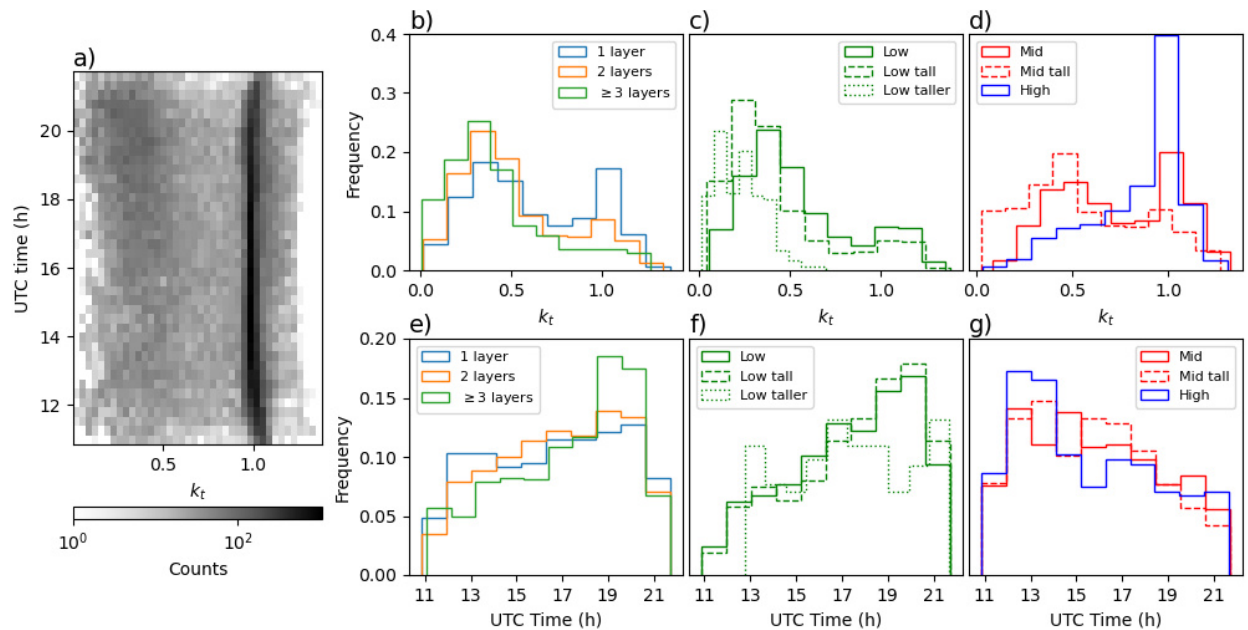 a)
UTC time (h)
20
18
16
14
12
0.5 1.0
k_t
10^0 10^2
Counts
b)
Frequency
0.4
0.3
0.2
0.1
0.0
1 layer
2 layers
≥3 layers
0.0 0.5 1.0
k_t
c)
Low
Low tall
Low taller
0.0 0.5 1.0
k_t
d)
Mid
Mid tall
High
0.0 0.5 1.0
k_t
e)
Frequency
0.20
0.15
0.10
0.05
0.00
1 layer
2 layers
≥3 layers
11 13 15 17 19 21
UTC Time (h)
f)
Low
Low tall
Low taller
11 13 15 17 19 21
UTC Time (h)
g)
Mid
Mid tall
High
11 13 15 17 19 21
UTC Time (h)